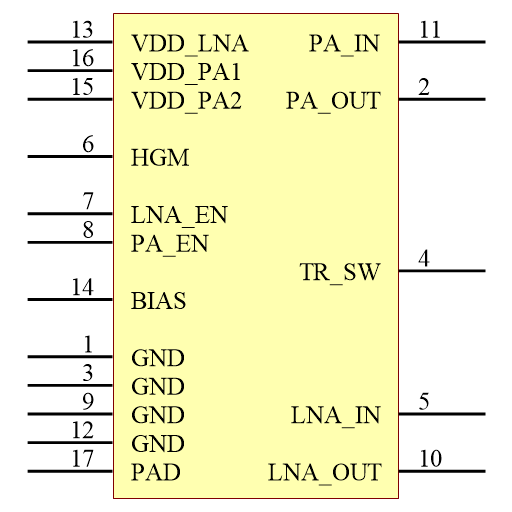 13 VDD_LNA PA_IN 11
16 VDD_PA1
15 VDD_PA2 PA_OUT 2
6 HGM
7 LNA_EN
8 PA_EN
TR_SW 4
14 BIAS
1 GND
3 GND
9 GND LNA_IN 5
12 GND
17 PAD LNA_OUT 10